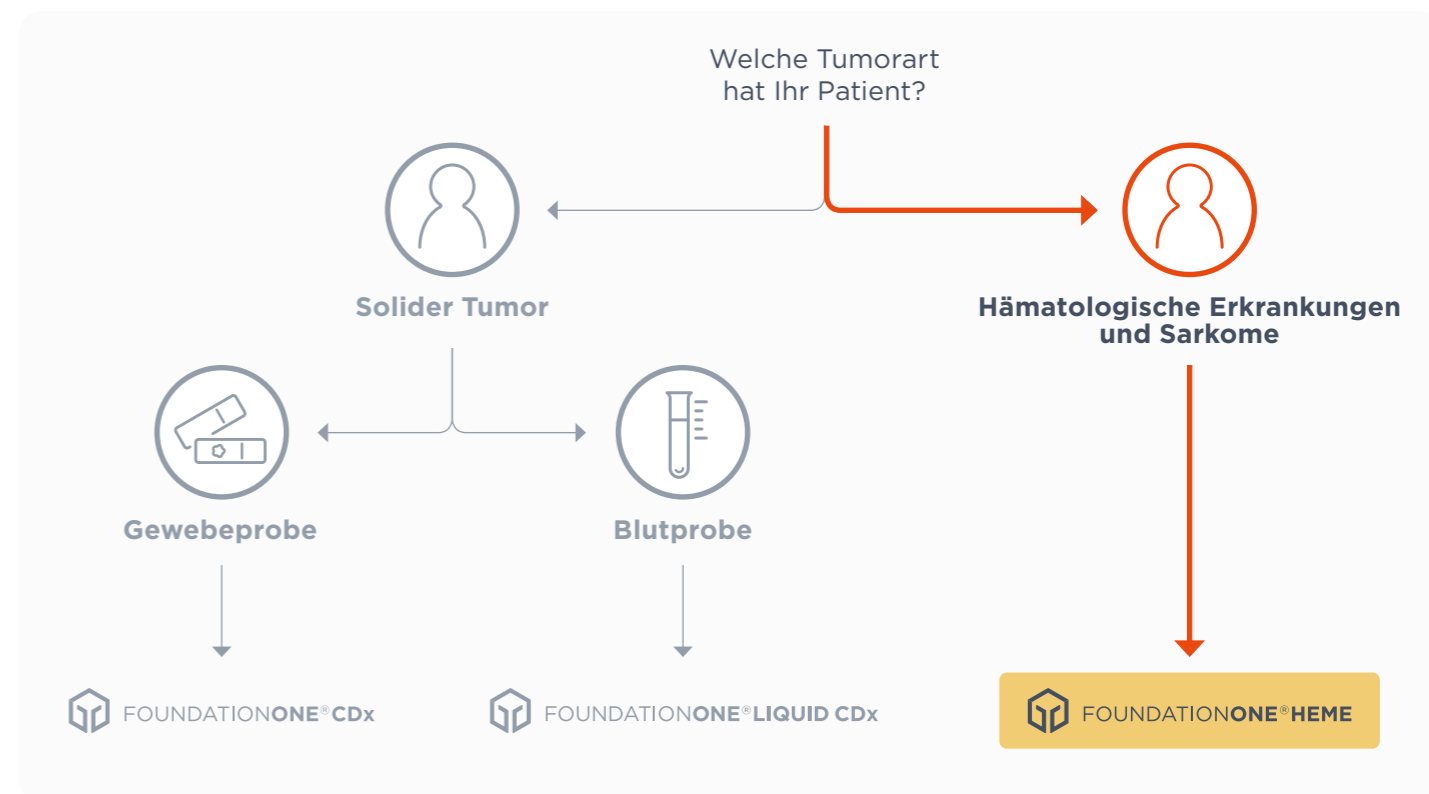 Welche Tumorart
hat Ihr Patient?
Solider Tumor
Hämatologische Erkrankungen
und Sarkome
Gewebeprobe
Blutprobe
FOUNDATIONONE®CDx
FOUNDATIONONE®LIQUID CDx
FOUNDATIONONE®HEME